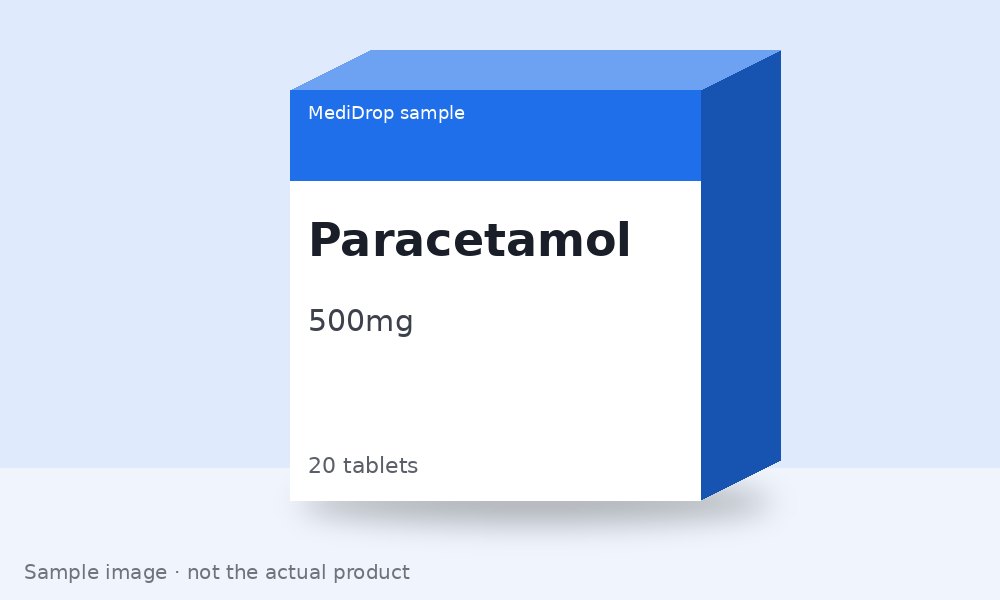 MediDrop sample
Paracetamol
500mg
20 tablets
Sample image · not the actual product